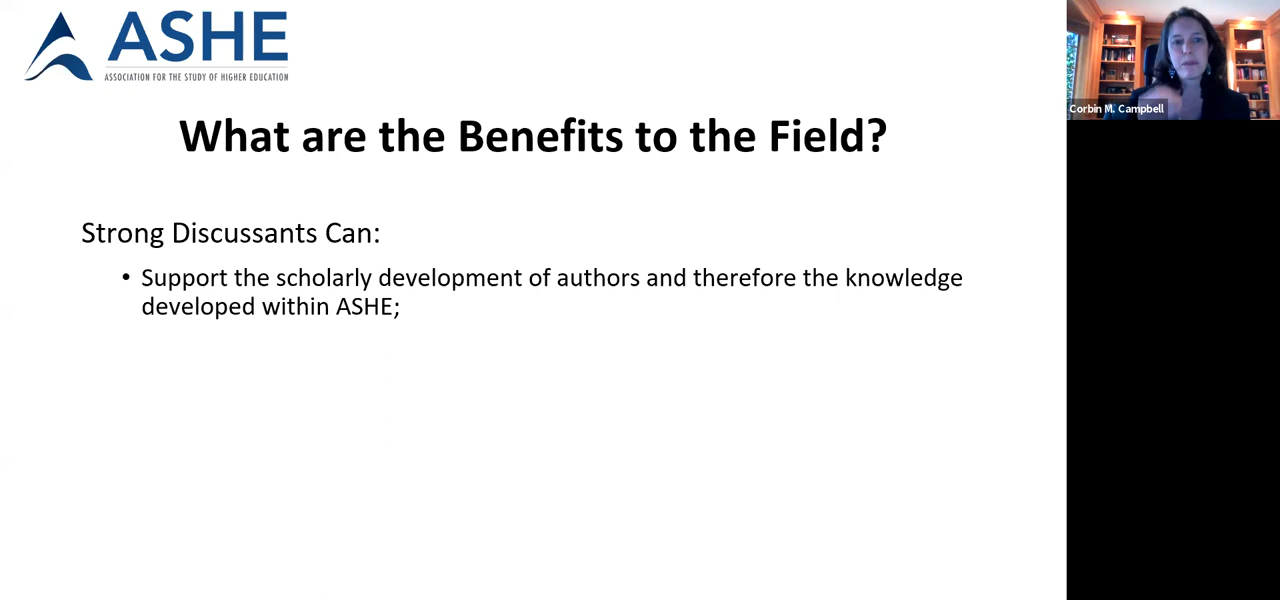 ASHE
ASSOCIATION FOR THE STUDY OF HIGHER EDUCATION
Corbin M. Campbell
What are the Benefits to the Field?
Strong Discussants Can:
• Support the scholarly development of authors and therefore the knowledge
developed within ASHE;